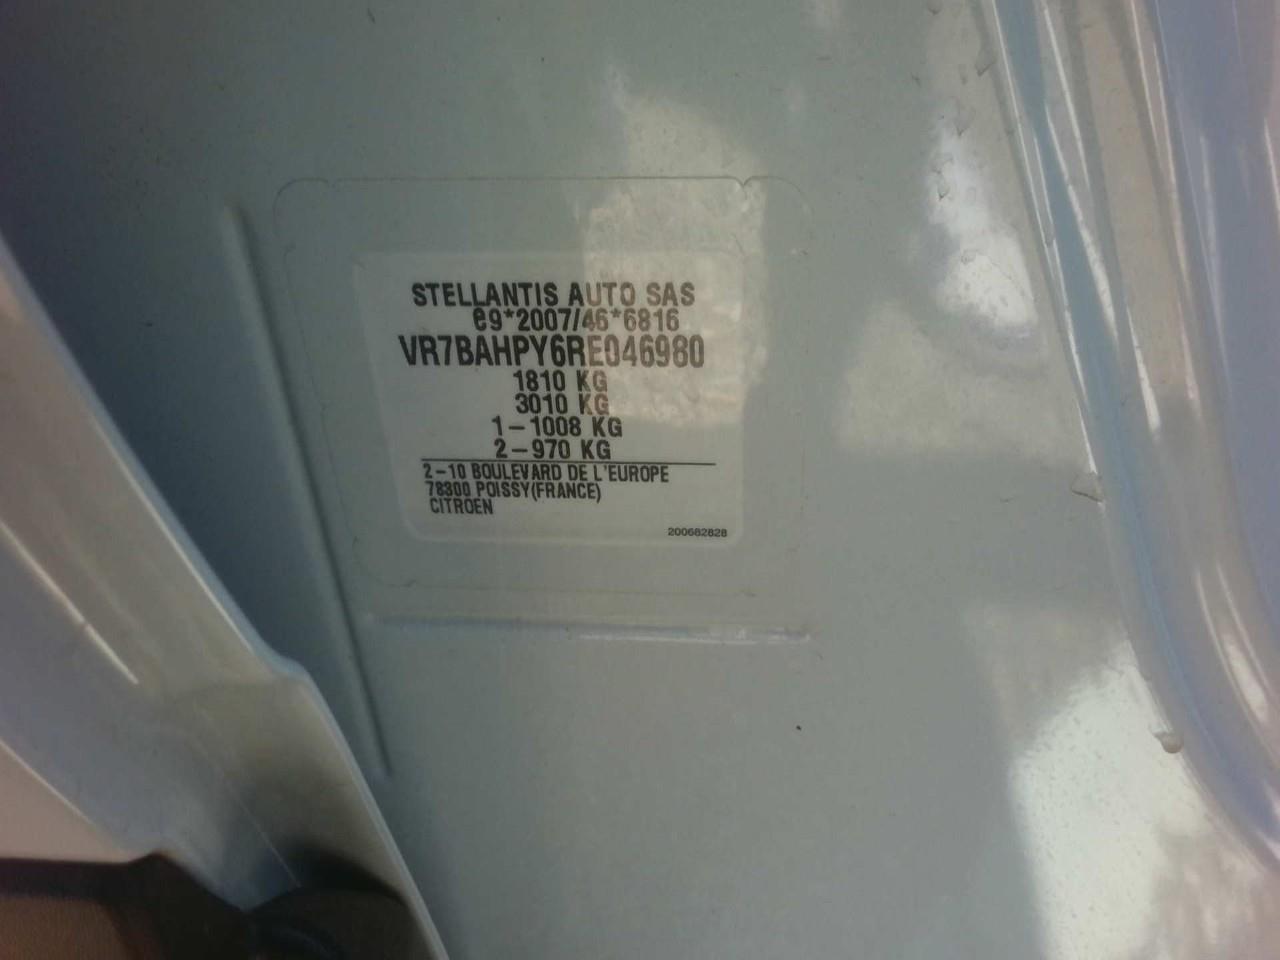 STELLANTIS AUTO SAS
e9*2007/46*6816
VR7BAHPY6RE046980
1810 KG
3010 KG
1-1008 KG
2-970 KG
2-10 BOULEVARD DE L'EUROPE
78300 POISSY(FRANCE)
CITROEN
200682828